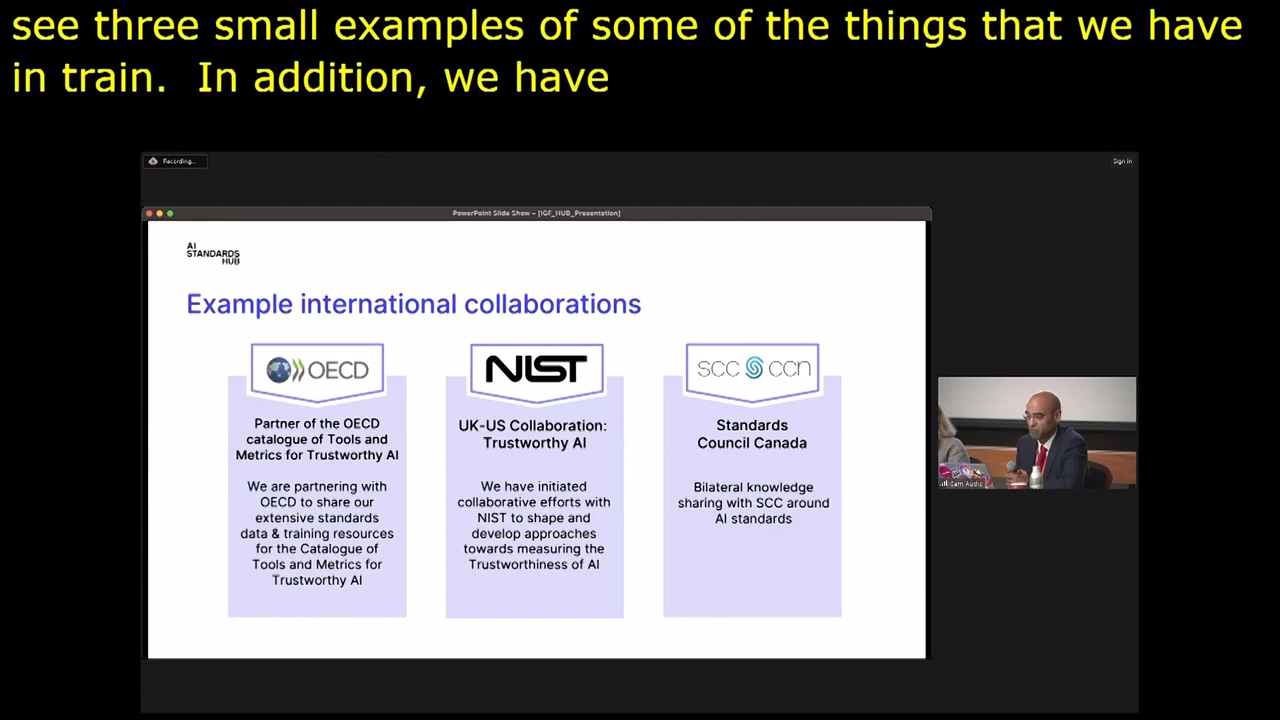 see three small examples of some of the things that we have
in train.  In addition, we have
Recording...
Sign in
PowerPoint Slide Show - [IGF_HUB_Presentation]
AI
STANDARDS
HUB
Example international collaborations
OECD
Partner of the OECD
catalogue of Tools and
Metrics for Trustworthy AI
We are partnering with
OECD to share our
extensive standards
data & training resources
for the Catalogue of
Tools and Metrics for
Trustworthy AI
NIST
UK-US Collaboration:
Trustworthy AI
We have initiated
collaborative efforts with
NIST to shape and
develop approaches
towards measuring the
Trustworthiness of AI
SCC CCN
Standards
Council Canada
Bilateral knowledge
sharing with SCC around
AI standards
Cam Audio